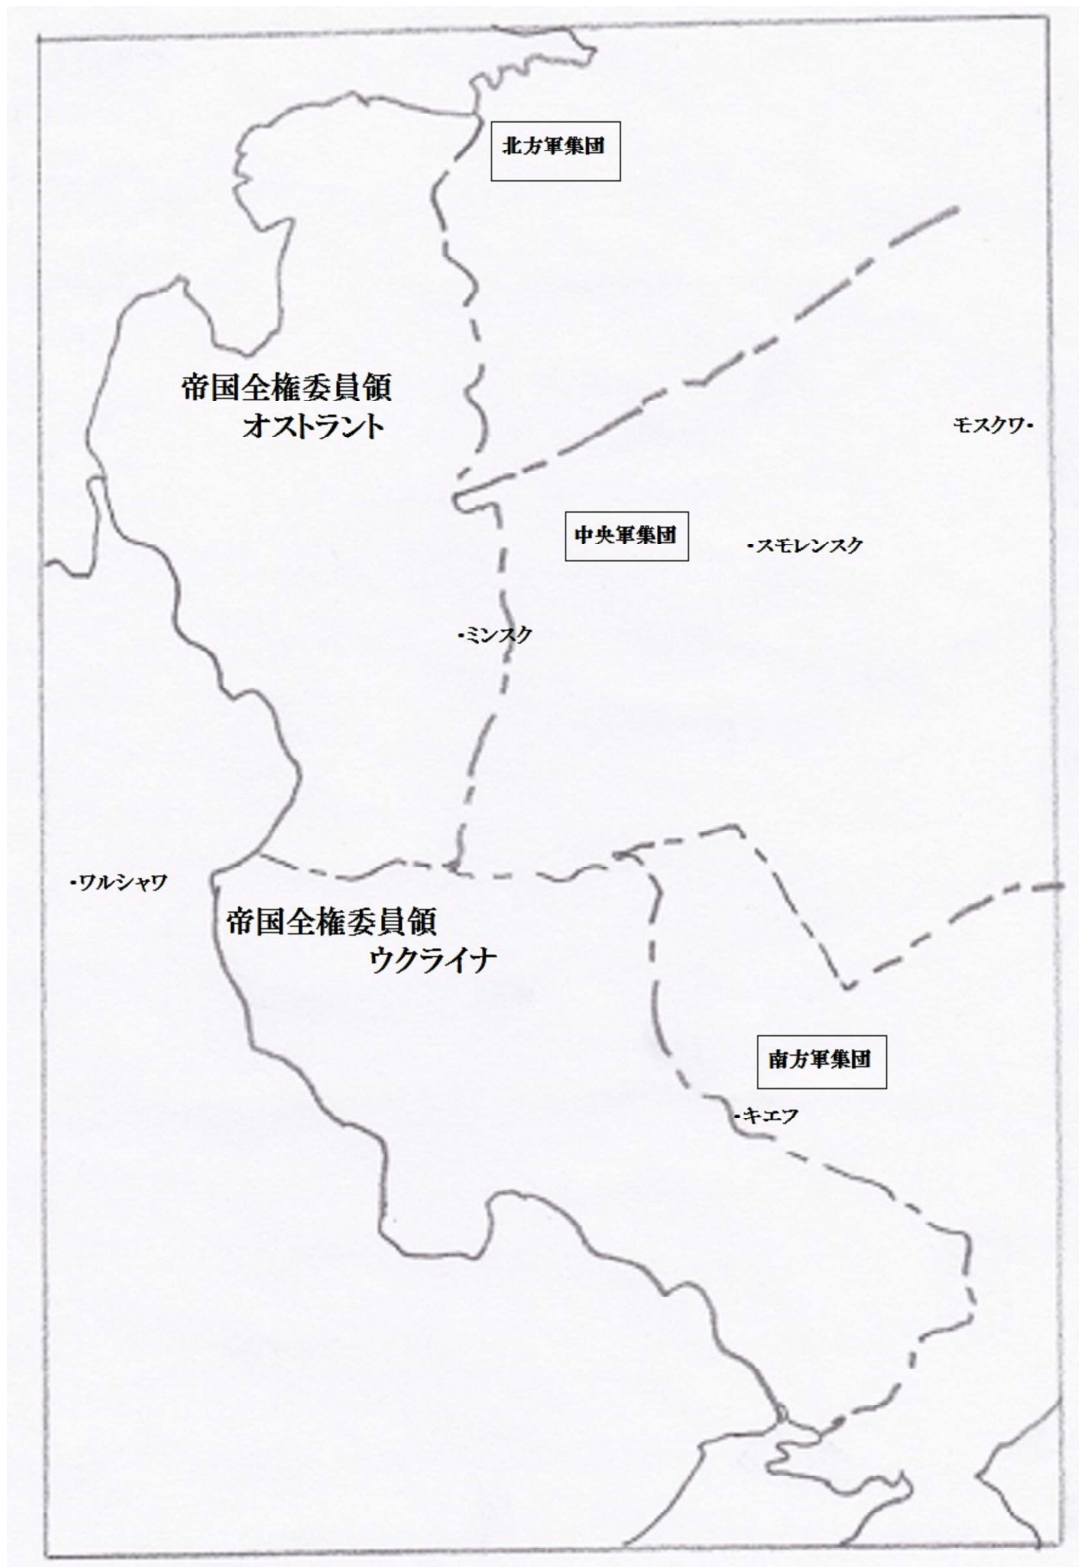 北方軍集団
帝国全権委員領
オストラント
モスクワ・
中央軍集団
・スモレンスク
・ミンスク
・ワルシャワ
帝国全権委員領
ウクライナ
南方軍集団
・キエフ